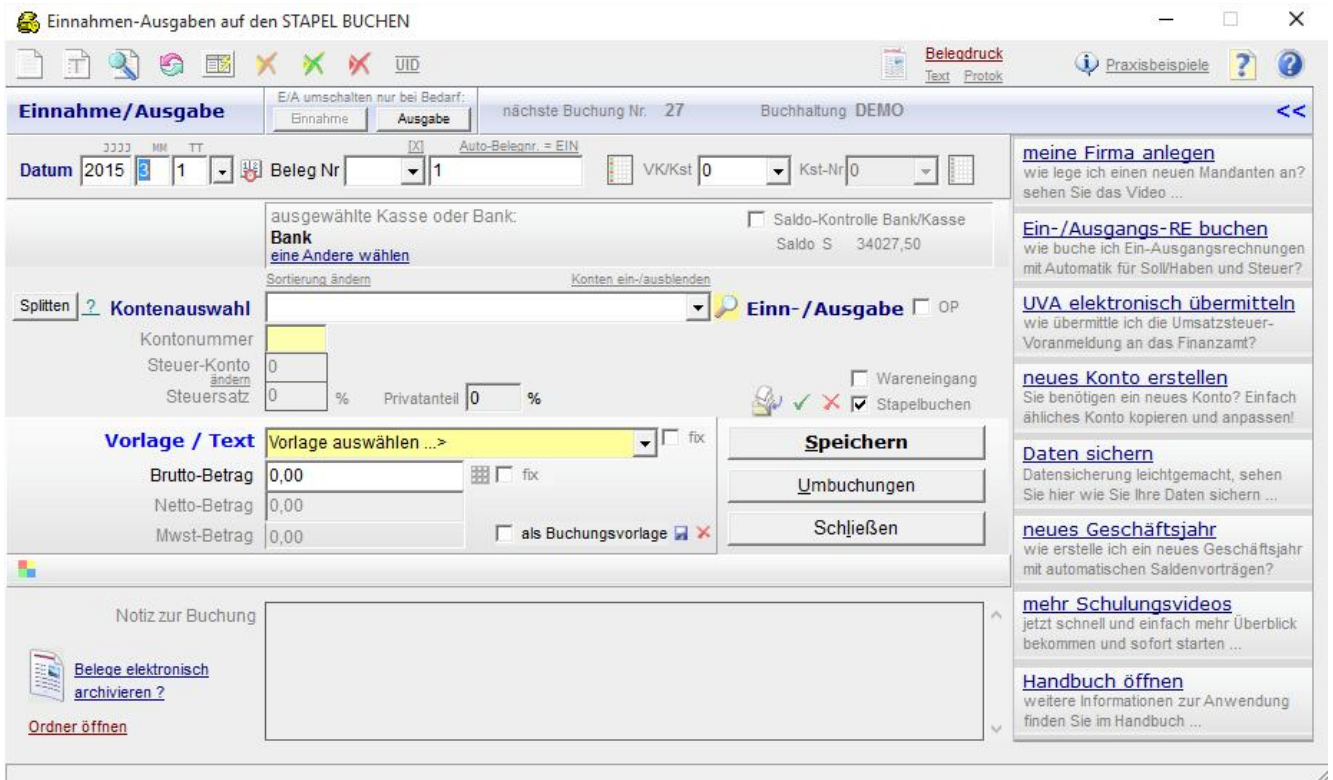 Einnahmen-Ausgaben auf den STAPEL BUCHEN
T
UID
Belegdruck
Text Protok
Praxisbeispiele
Einnahme/Ausgabe
E/A umschalten nur bei Bedarf:
Einnahme Ausgabe
nächste Buchung Nr. 27
Buchhaltung DEMO
<<
JJJJ MM TT
[X] Auto-Belegnr. = EIN
Datum 2015 3 1 Beleg Nr 1 VK/Kst 0 Kst-Nr 0
ausgewählte Kasse oder Bank:
Bank
eine Andere wählen
Saldo-Kontrolle Bank/Kasse
Saldo S 34027,50
Sortierung ändern Konten ein-/ausblenden
Splitten ? Kontenauswahl Einn-/Ausgabe OP
Kontonummer
Steuer-Konto 0
ändern
Steuersatz 0 % Privatanteil 0 %
Wareneingang
Stapelbuchen
Vorlage / Text Vorlage auswählen ...> fix
Brutto-Betrag 0,00 fix
Netto-Betrag 0,00
Mwst-Betrag 0,00 als Buchungsvorlage
Speichern
Umbuchungen
Schließen
Notiz zur Buchung
Belege elektronisch
archivieren ?
Ordner öffnen
meine Firma anlegen
wie lege ich einen neuen Mandanten an?
sehen Sie das Video ...
Ein-/Ausgangs-RE buchen
wie buche ich Ein-Ausgangsrechnungen
mit Automatik für Soll/Haben und Steuer?
UVA elektronisch übermitteln
wie übermittle ich die Umsatzsteuer-
Voranmeldung an das Finanzamt?
neues Konto erstellen
Sie benötigen ein neues Konto? Einfach
ähliches Konto kopieren und anpassen!
Daten sichern
Datensicherung leichtgemacht, sehen
Sie hier wie Sie Ihre Daten sichern ...
neues Geschäftsjahr
wie erstelle ich ein neues Geschäftsjahr
mit automatischen Saldenvorträgen?
mehr Schulungsvideos
jetzt schnell und einfach mehr Überblick
bekommen und sofort starten ...
Handbuch öffnen
weitere Informationen zur Anwendung
finden Sie im Handbuch ...